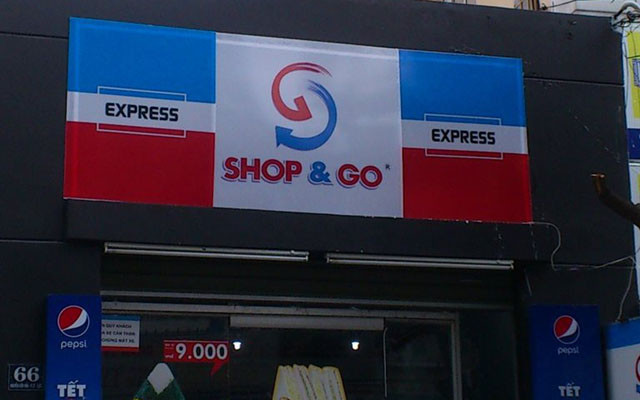 EXPRESS
SHOP & GO
EXPRESS
pepsi
TẾT
9.000
66
pepsi
TẾT